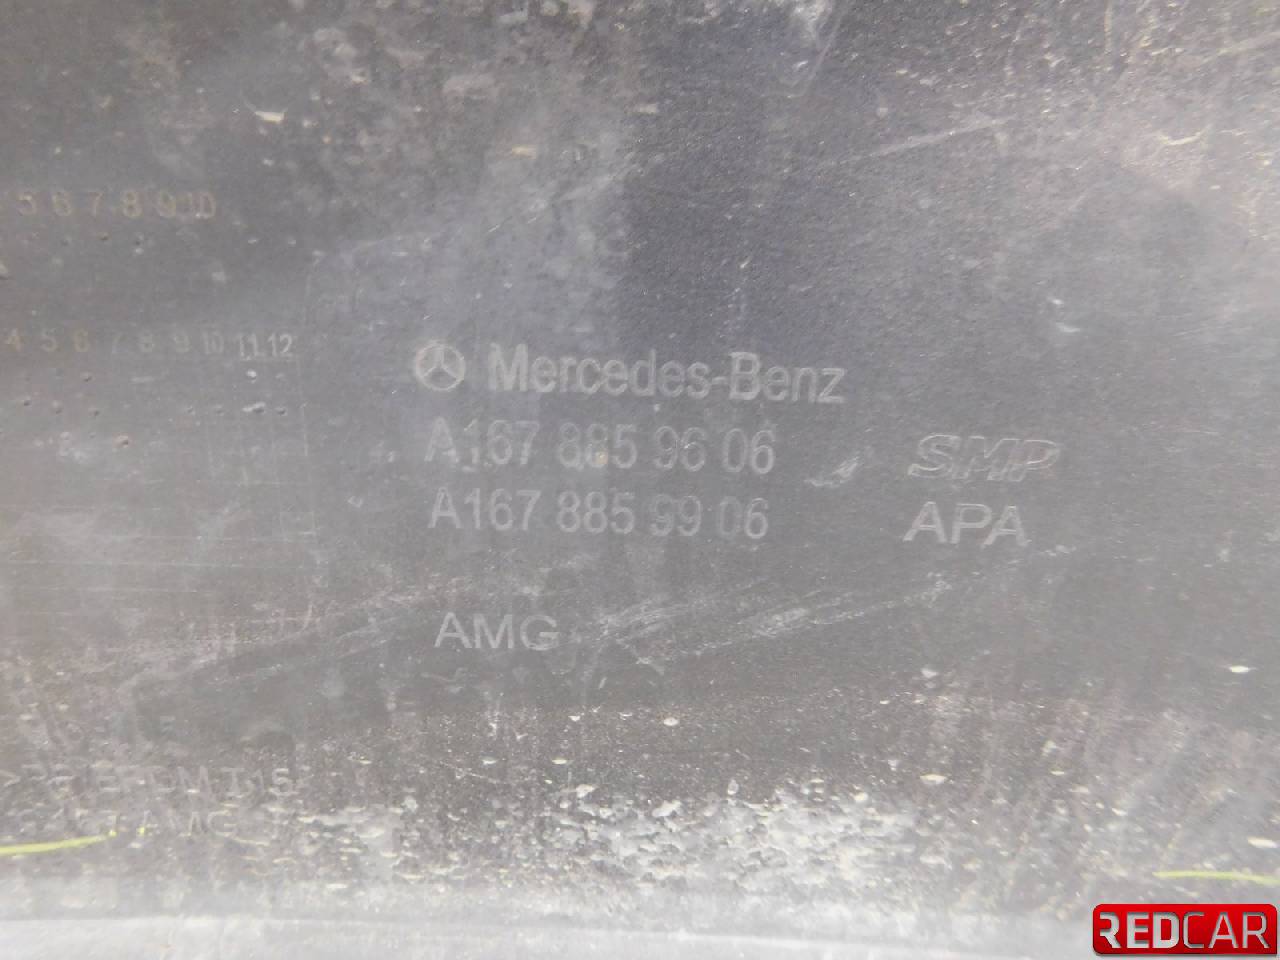 5 6 7 8 9 10
4 5 6 7 8 9 10 11 12
Mercedes-Benz
A167 885 96 06
A167 885 99 06
SMP
APA
AMG
AMG
REDCAR